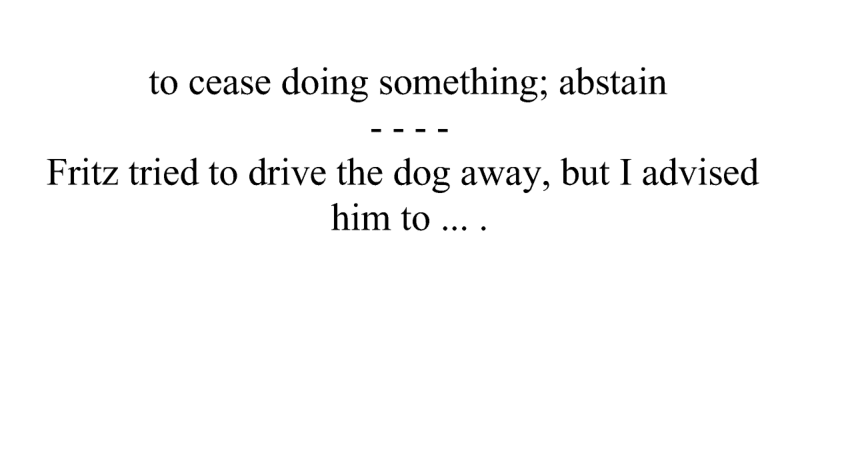 to cease doing something; abstain
- - - -
Fritz tried to drive the dog away, but I advised
him to ... .